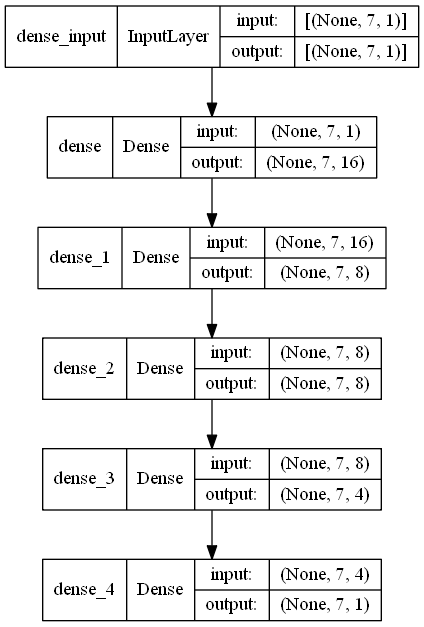 dense_input InputLayer input: [(None, 7, 1)]
output: [(None, 7, 1)]
dense Dense input: (None, 7, 1)
output: (None, 7, 16)
dense_1 Dense input: (None, 7, 16)
output: (None, 7, 8)
dense_2 Dense input: (None, 7, 8)
output: (None, 7, 8)
dense_3 Dense input: (None, 7, 8)
output: (None, 7, 4)
dense_4 Dense input: (None, 7, 4)
output: (None, 7, 1)